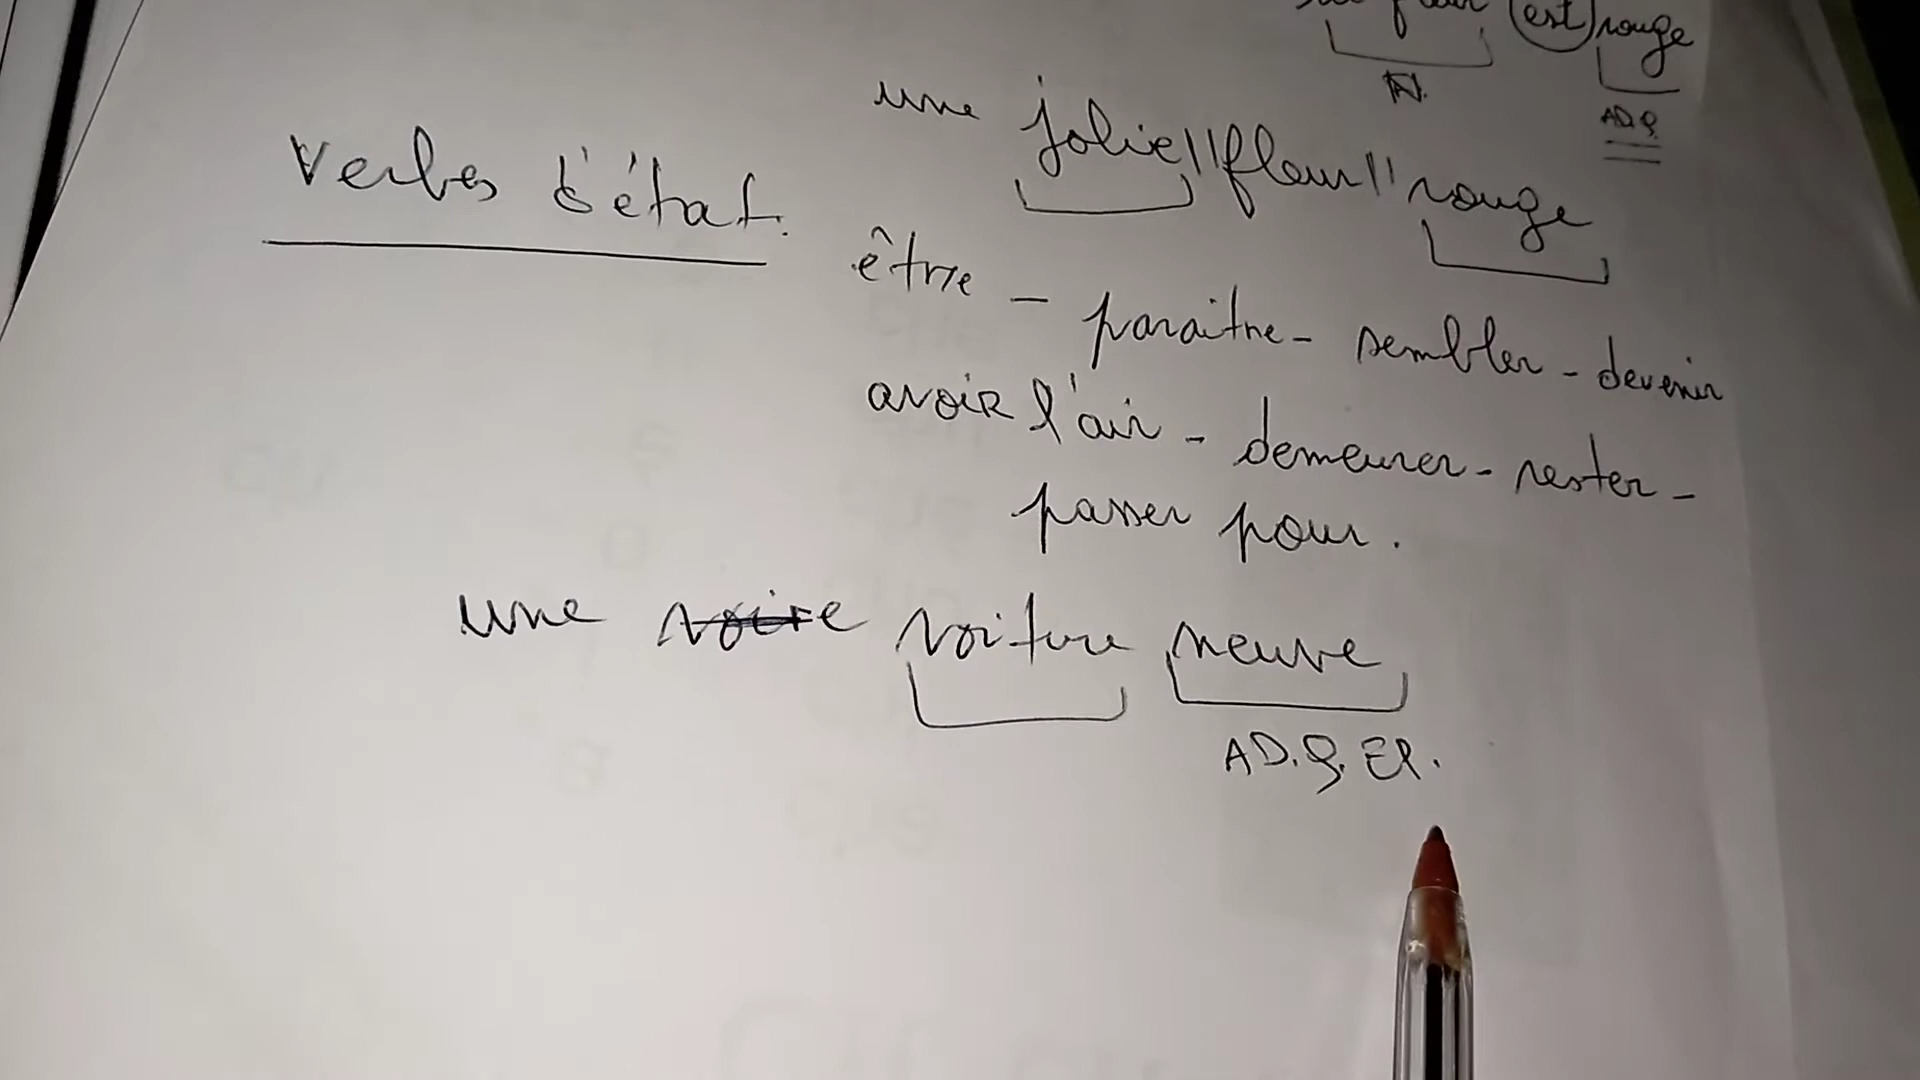 est rouge
N.
AD.Q.
une jolie // fleur // rouge
Verbes d'état.
être - paraître - sembler - devenir
avoir l'air - demeurer - rester -
passer pour.
une voiture neuve
AD.Q. EP.